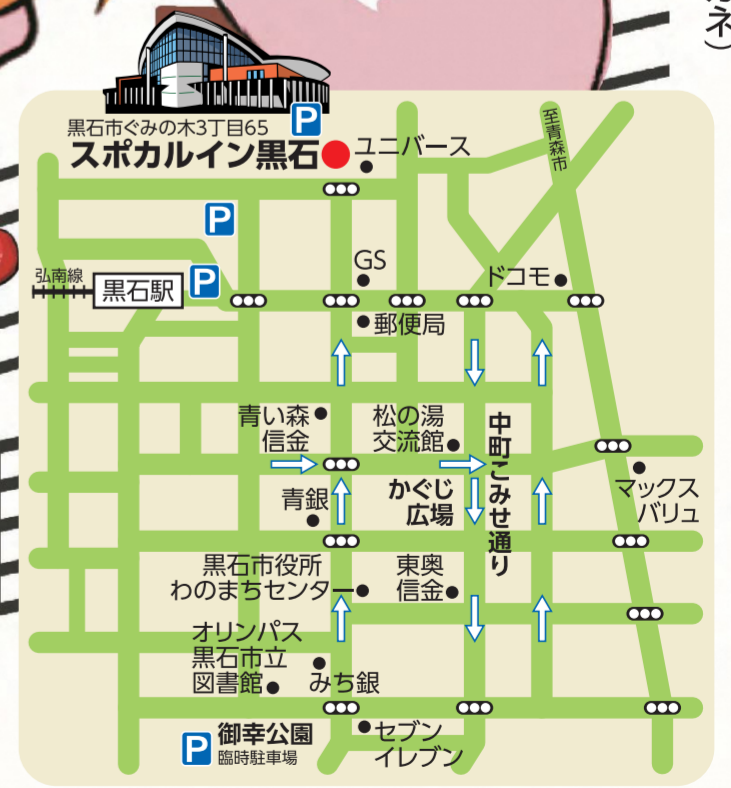 ネ）
P
黒石市ぐみの木3丁目65
スポカルイン黒石
ユニバース
至青森市
P
GS
ドコモ
弘南線
黒石駅
P
郵便局
青い森
信金
松の湯
交流館
中町こみせ通り
かぐじ
広場
マックス
バリュ
青銀
黒石市役所
わのまちセンター
東奥
信金
オリンパス
黒石市立
図書館
みち銀
P
御幸公園
臨時駐車場
セブン
イレブン